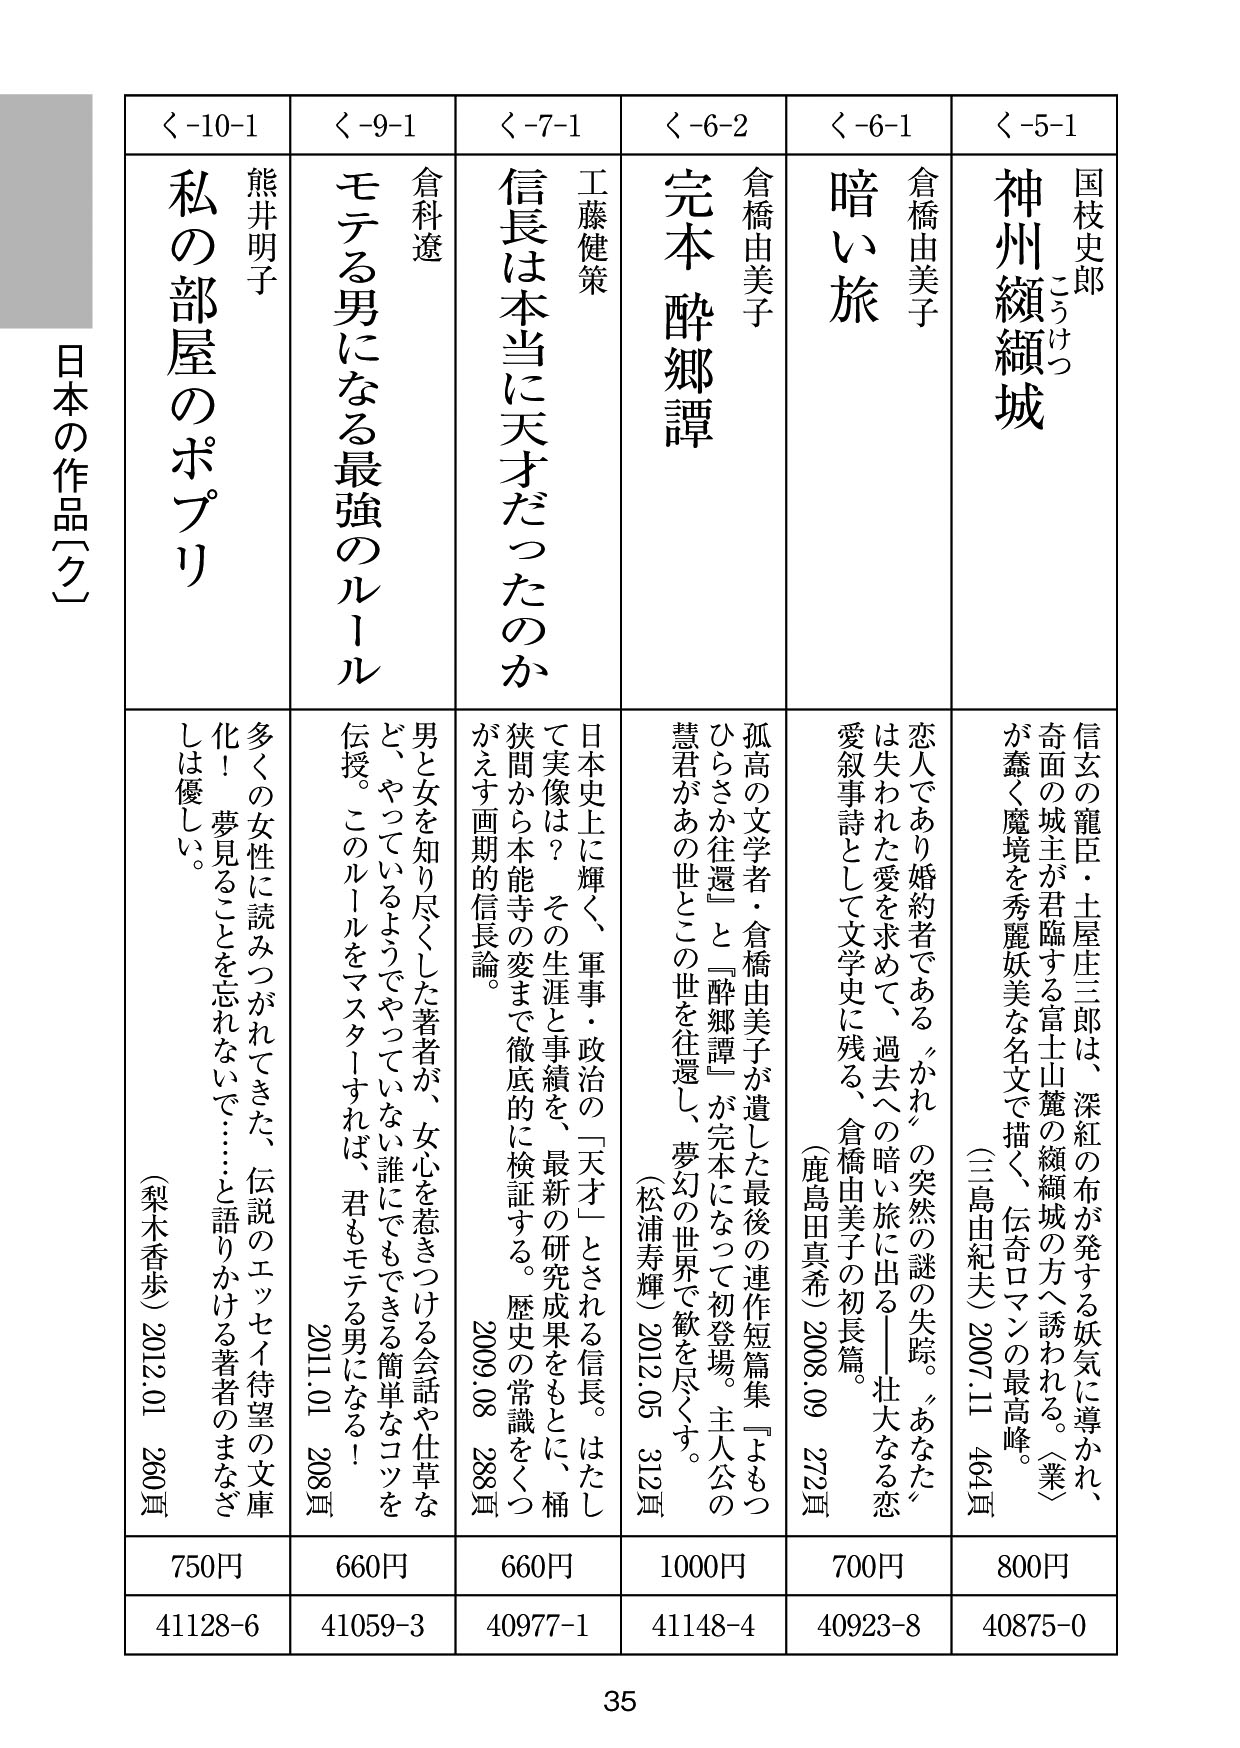 く-5-1
国枝史郎
神州纐纈城
こうけつ
信玄の寵臣・土屋庄三郎は、深紅の布が発する妖気に導かれ、
奇面の城主が君臨する富士山麓の纐纈城の方へ誘われる。〈業〉
が蠢く魔境を秀麗妖美な名文で描く、伝奇ロマンの最高峰。
（三島由紀夫）2007.11 464頁
800円
40875-0
く-6-1
倉橋由美子
暗い旅
恋人であり婚約者である〝かれ〟の突然の謎の失踪。〝あなた〟
は失われた愛を求めて、過去への暗い旅に出る――壮大なる恋
愛叙事詩として文学史に残る、倉橋由美子の初長篇。
（鹿島田真希）2008.09 272頁
700円
40923-8
く-6-2
倉橋由美子
完本 酔郷譚
孤高の文学者・倉橋由美子が遺した最後の連作短篇集『よもつ
ひらさか往還』と『酔郷譚』が完本になって初登場。主人公の
慧君があの世とこの世を往還し、夢幻の世界で歓を尽くす。
（松浦寿輝）2012.05 312頁
1000円
41148-4
く-7-1
工藤健策
信長は本当に天才だったのか
日本史上に輝く、軍事・政治の「天才」とされる信長。はたし
て実像は？ その生涯と事績を、最新の研究成果をもとに、桶
狭間から本能寺の変まで徹底的に検証する。歴史の常識をくつ
がえす画期的信長論。 2009.08 288頁
660円
40977-1
く-9-1
倉科遼
モテる男になる最強のルール
男と女を知り尽くした著者が、女心を惹きつける会話や仕草な
ど、やっているようでやっていない誰にでもできる簡単なコツを
伝授。このルールをマスターすれば、君もモテる男になる！
2011.01 208頁
660円
41059-3
く-10-1
熊井明子
私の部屋のポプリ
多くの女性に読みつがれてきた、伝説のエッセイ待望の文庫
化！ 夢見ることを忘れないで……と語りかける著者のまなざ
しは優しい。
（梨木香歩）2012.01 260頁
750円
41128-6
日本の作品〔ク〕
35